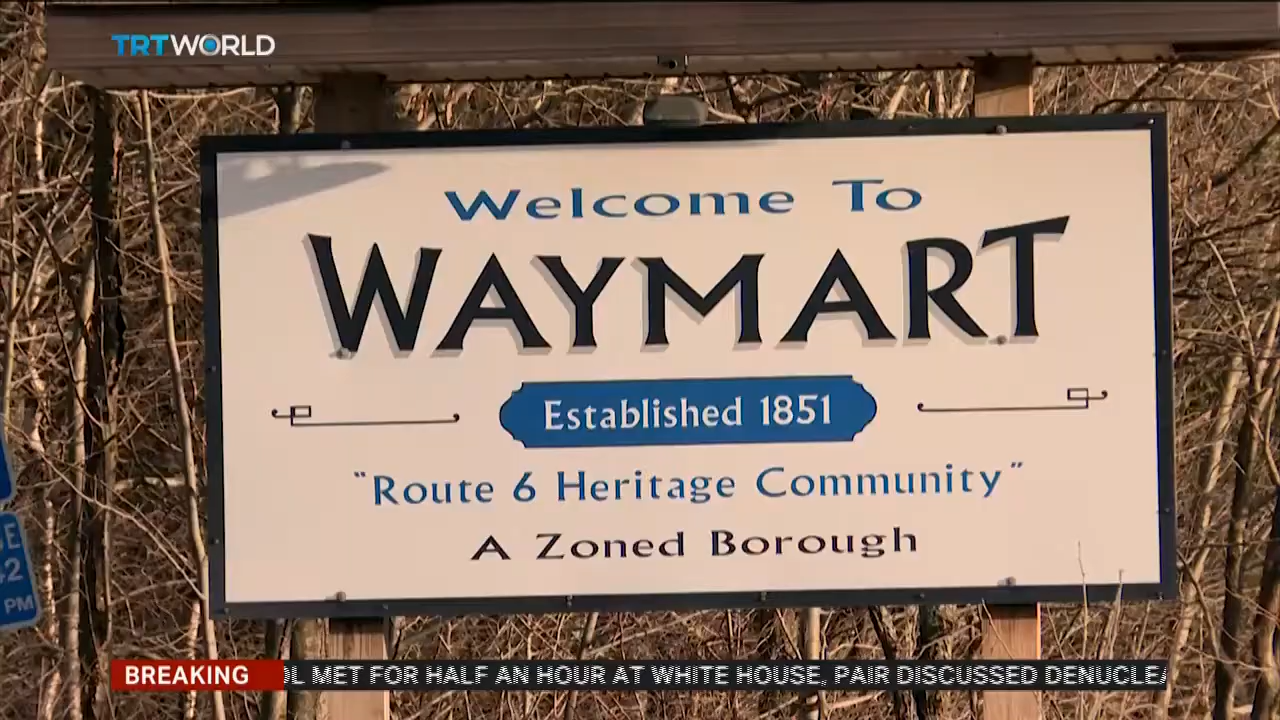 TRTWORLD
Welcome To
WAYMART
Established 1851
"Route 6 Heritage Community"
A Zoned Borough
PM
BREAKING
MET FOR HALF AN HOUR AT WHITE HOUSE, PAIR DISCUSSED